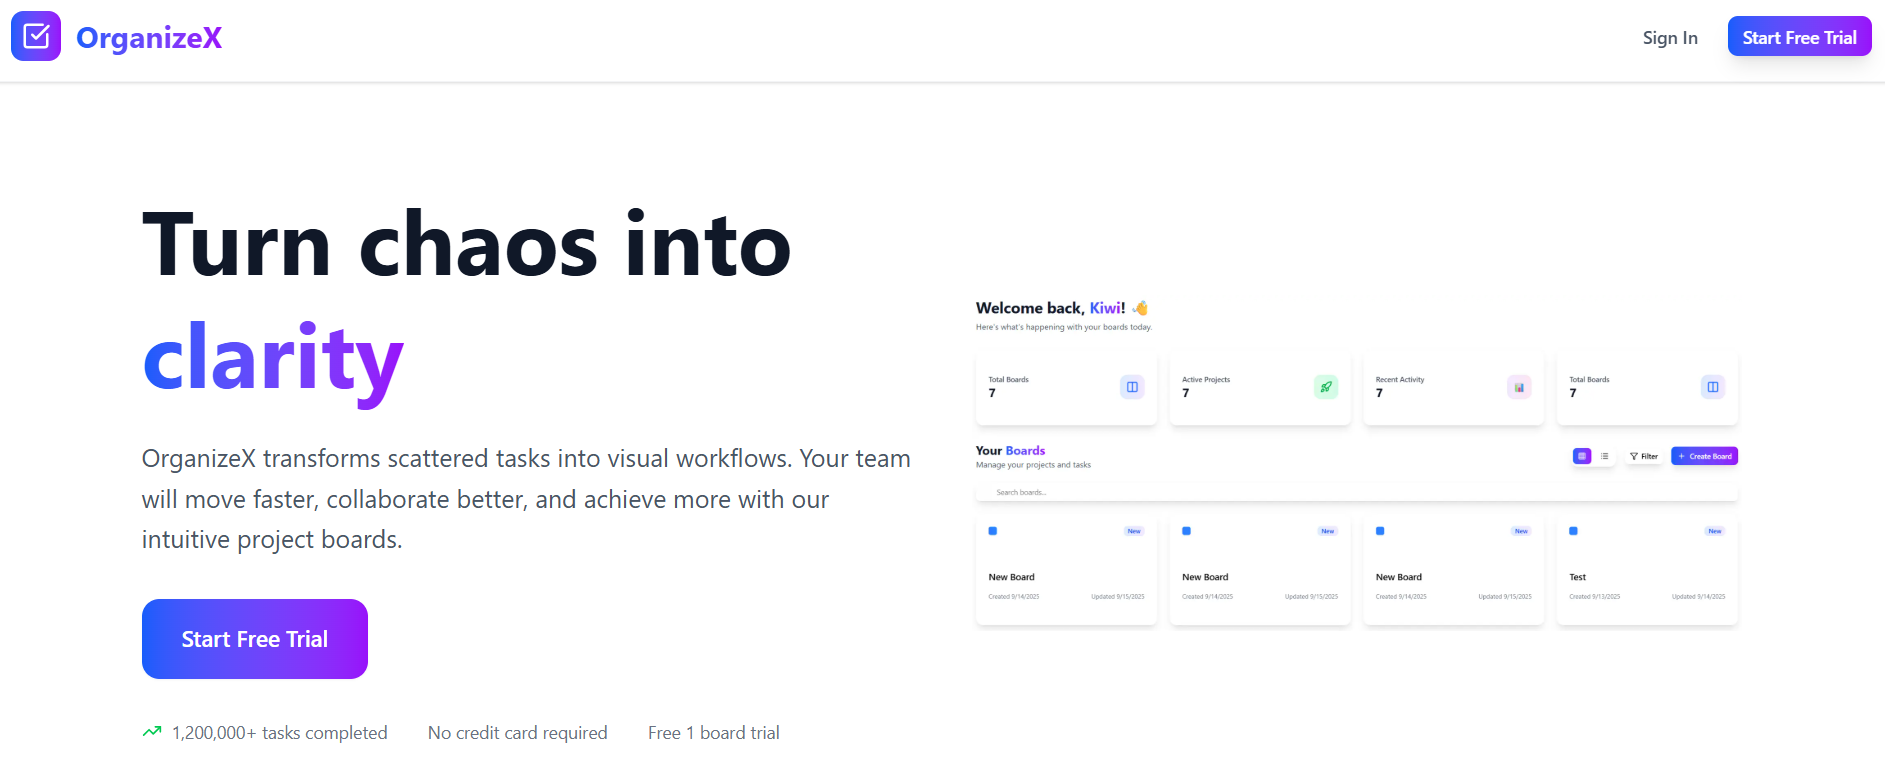 OrganizeX
Sign In
Start Free Trial
Turn chaos into
clarity
OrganizeX transforms scattered tasks into visual workflows. Your team
will move faster, collaborate better, and achieve more with our
intuitive project boards.
Start Free Trial
1,200,000+ tasks completed
No credit card required
Free 1 board trial
Welcome back, Kiwi! 👋
Here's what's happening with your boards today.
Total Boards
7
Active Projects
7
Recent Activity
7
Total Boards
7
Your Boards
Manage your projects and tasks
Filter
+ Create Board
Search boards...
New
New Board
Created 9/14/2025 Updated 9/15/2025
New
New Board
Created 9/14/2025 Updated 9/15/2025
New
New Board
Created 9/14/2025 Updated 9/15/2025
New
Test
Created 9/13/2025 Updated 9/14/2025